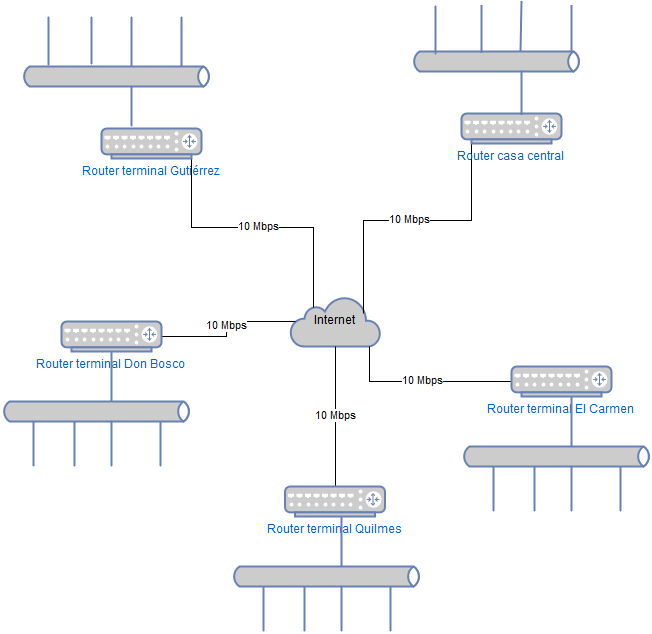 Router casa central
Router terminal Gutiérrez
10 Mbps
10 Mbps
Internet
10 Mbps
Router terminal Don Bosco
10 Mbps
Router terminal El Carmen
10 Mbps
Router terminal Quilmes